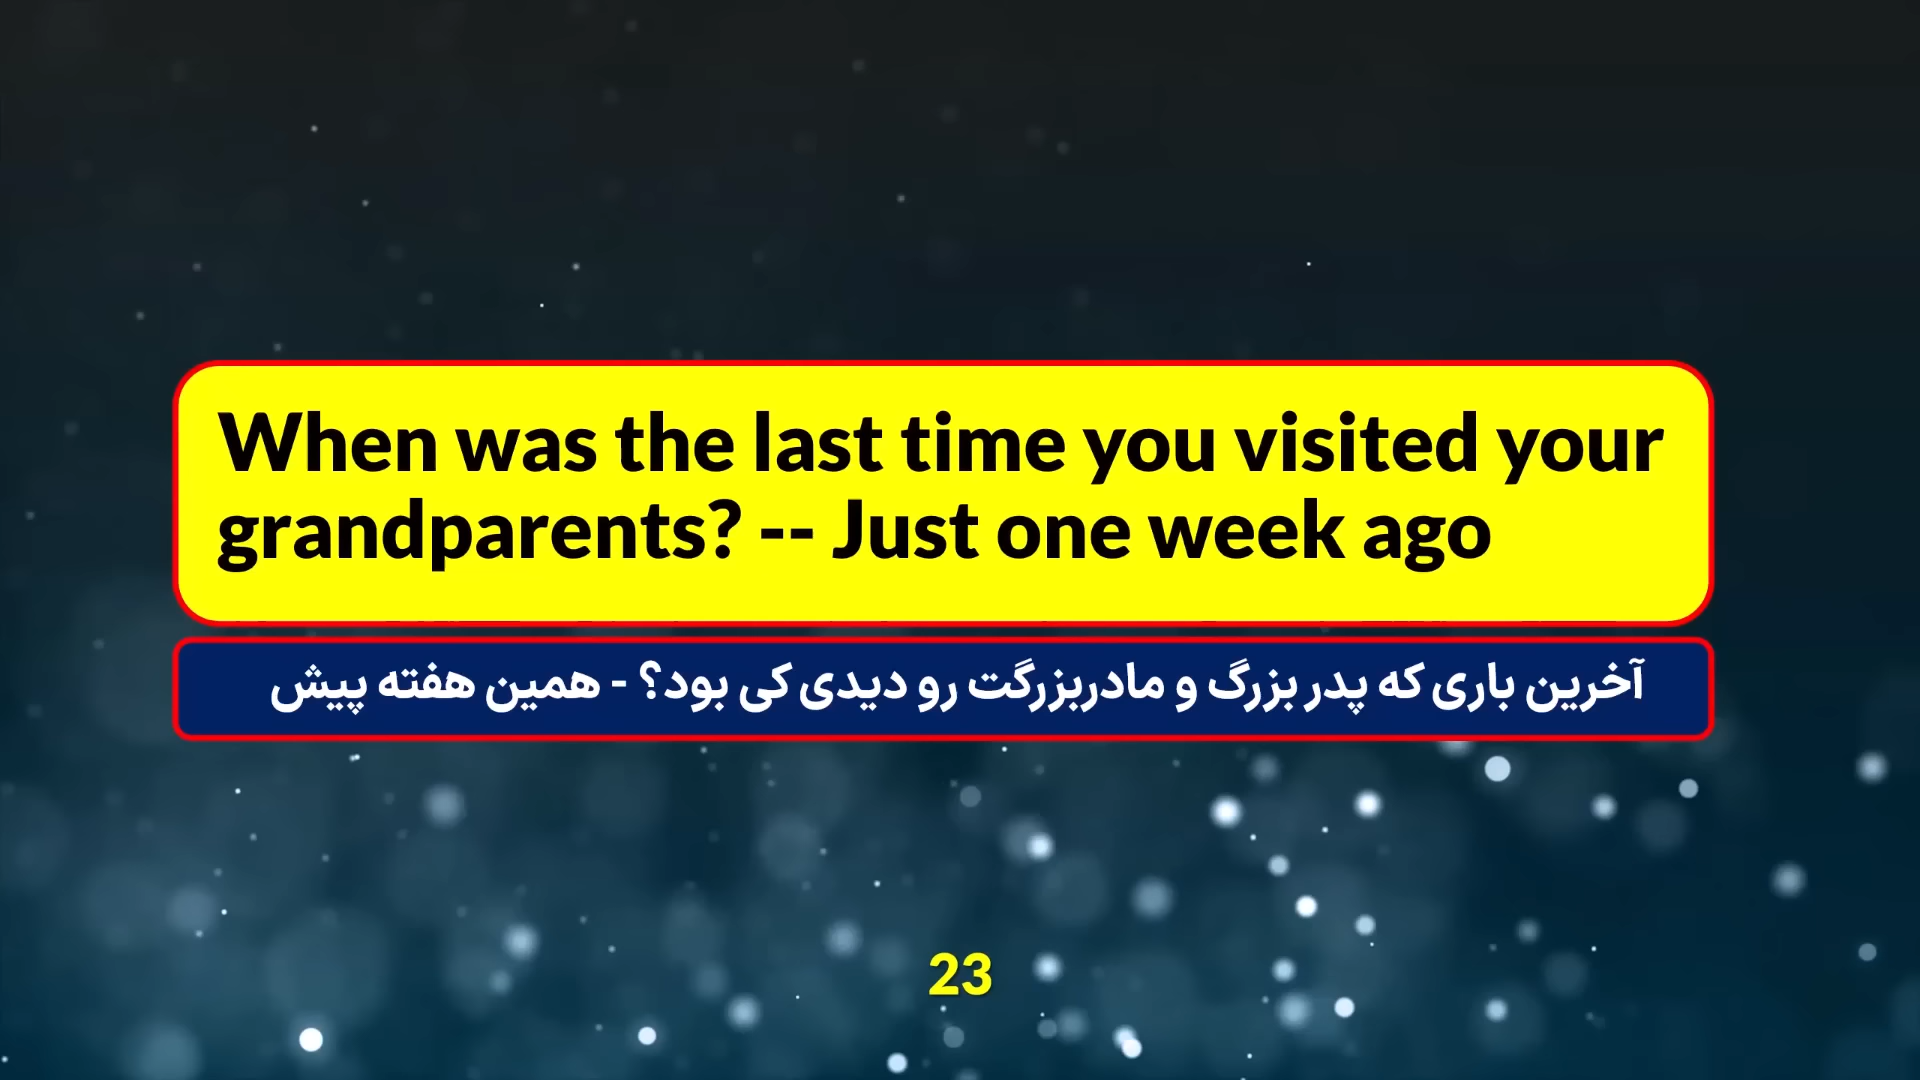 When was the last time you visited your
grandparents? -- Just one week ago
آخرین باری که پدر بزرگ و مادربزرگت رو دیدی کی بود؟ - همین هفته پیش
23